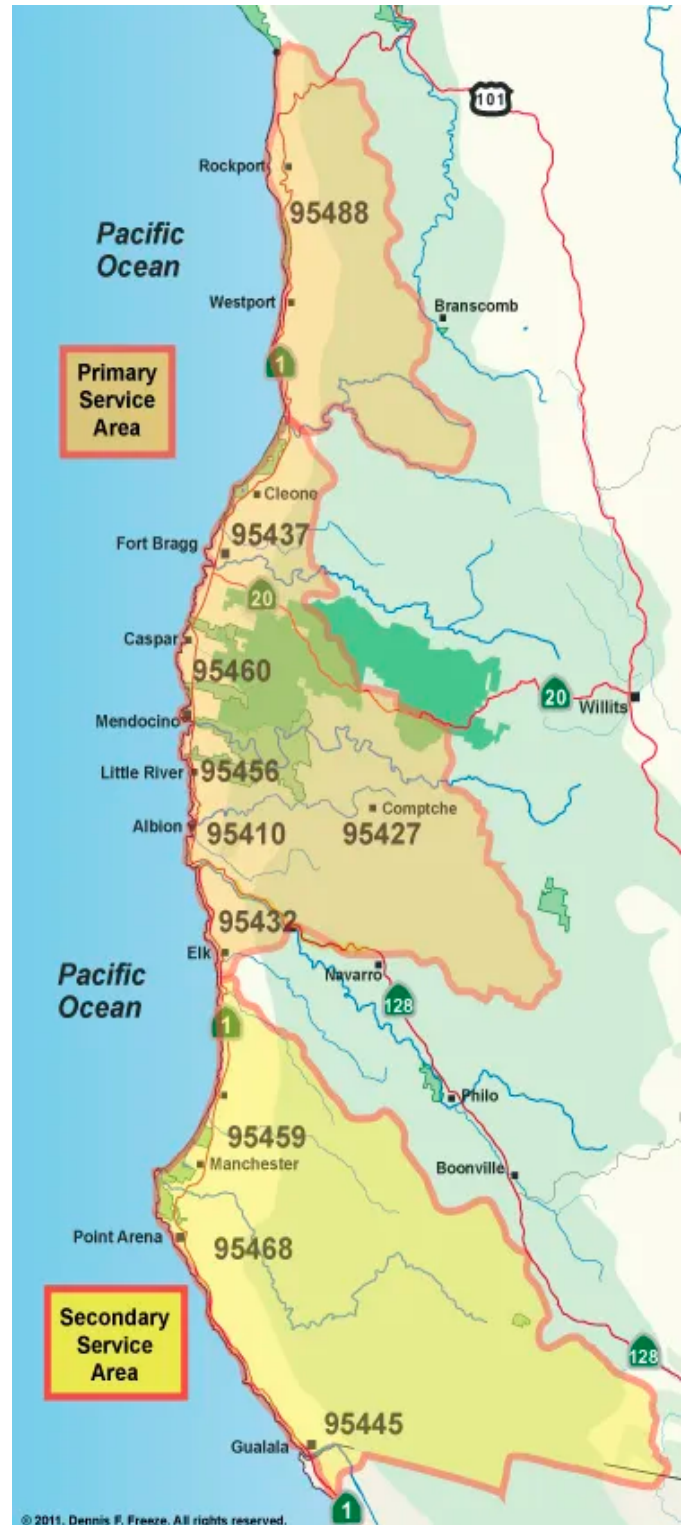 101
Rockport
95488
Pacific
Ocean
Westport
Branscomb
1
Primary
Service
Area
Cleone
95437
Fort Bragg
20
Caspar
95460
20
Willits
Mendocino
Little River
95456
Comptche
Albion
95410
95427
95432
Elk
Navarro
Pacific
Ocean
128
1
Philo
95459
Manchester
Boonville
Point Arena
95468
Secondary
Service
Area
128
95445
Gualala
1
© 2011, Dennis F. Freeze. All rights reserved.